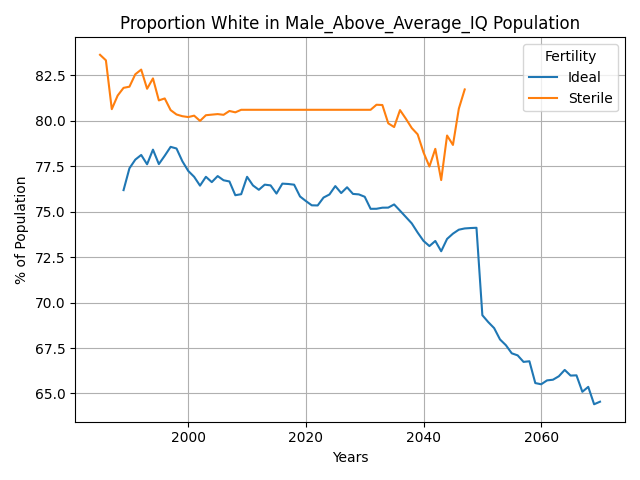 Proportion White in Male_Above_Average_IQ Population
Fertility
Ideal
Sterile
% of Population
82.5
80.0
77.5
75.0
72.5
70.0
67.5
65.0
2000
2020
2040
2060
Years